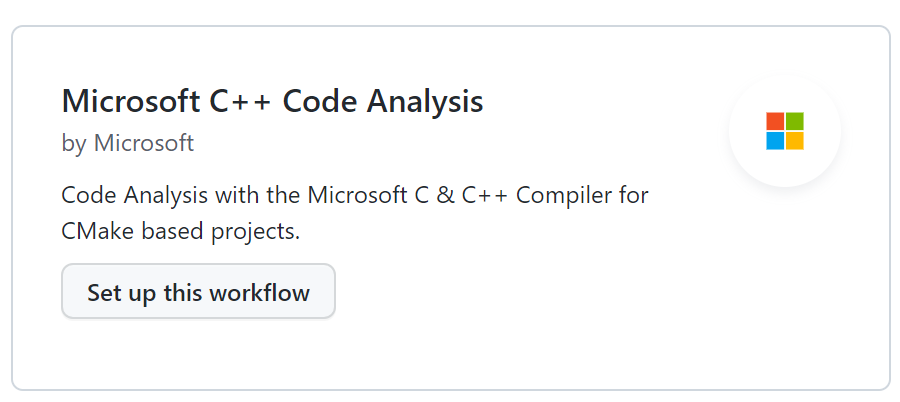 Microsoft C++ Code Analysis
by Microsoft
Code Analysis with the Microsoft C & C++ Compiler for
CMake based projects.
Set up this workflow